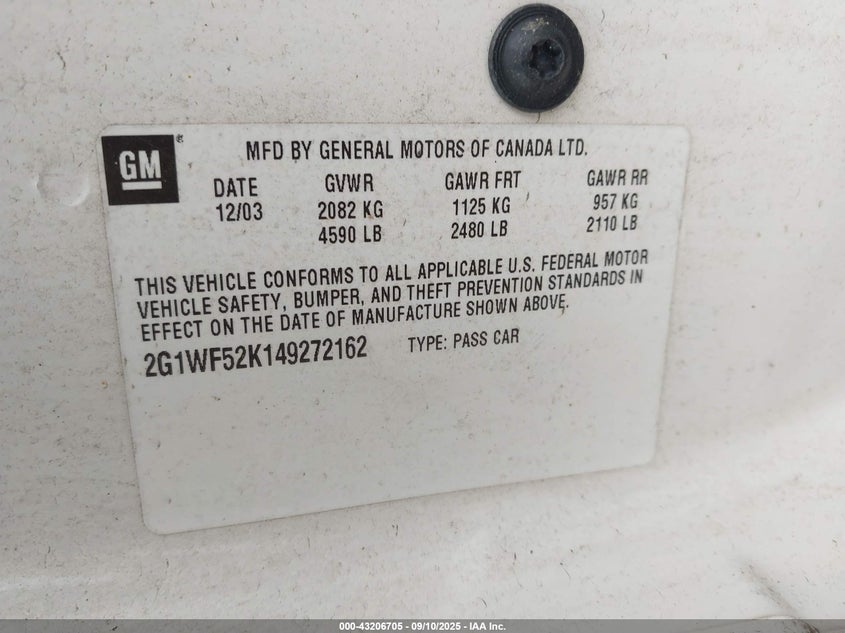 GM®
MFD BY GENERAL MOTORS OF CANADA LTD.
DATE GVWR GAWR FRT GAWR RR
12/03 2082 KG 1125 KG 957 KG
4590 LB 2480 LB 2110 LB
THIS VEHICLE CONFORMS TO ALL APPLICABLE U.S. FEDERAL MOTOR
VEHICLE SAFETY, BUMPER, AND THEFT PREVENTION STANDARDS IN
EFFECT ON THE DATE OF MANUFACTURE SHOWN ABOVE.
2G1WF52K149272162 TYPE: PASS CAR
000-43206705 - 09/10/2025 - IAA Inc.